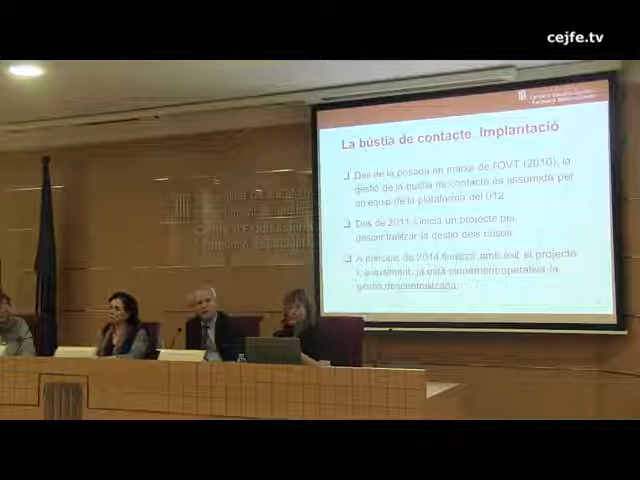 cejfe.tv
La bústia de contacte. Implantació
❑ Des de la posada en marxa de l'OVT (2010), la
gestió de la bústia de contacte és assumida per
un equip de la plataforma del 012.
❑ Des de 2011 s'inicia un projecte per
descentralitzar la gestió dels casos.
❑ A principis de 2014 finalitza amb èxit el projecte
i, actualment, ja està plenament operativa la
gestió descentralitzada.